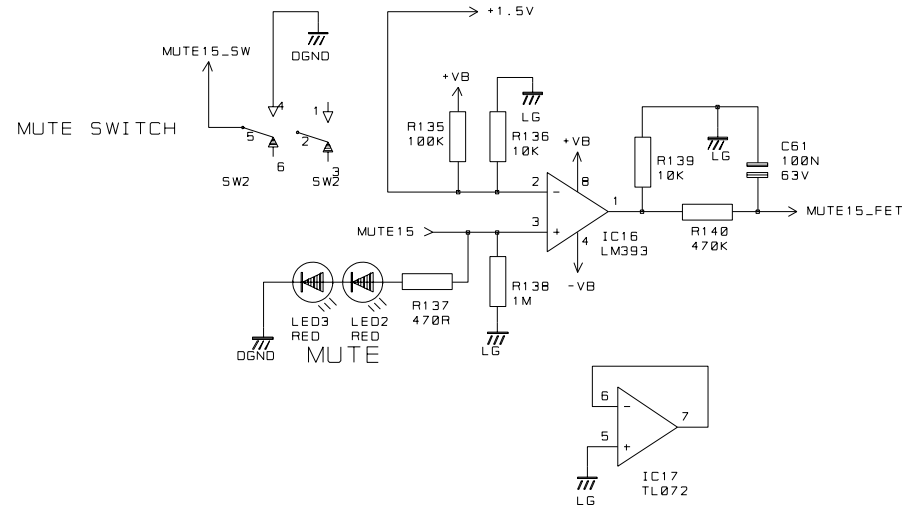 +1.5V
MUTE15_SW
DGND
+VB
LG
4
1
MUTE SWITCH
5
2
R135
100K
R136
10K
+VB
LG
R139
10K
C61
100N
63V
6
3
SW2
SW2
2
-
8
1
3
+
4
IC16
LM393
MUTE15
R140
470K
MUTE15_FET
-VB
R138
1M
R137
470R
LED3
RED
LED2
RED
LG
DGND
MUTE
6
-
7
5
+
IC17
TL072
LG